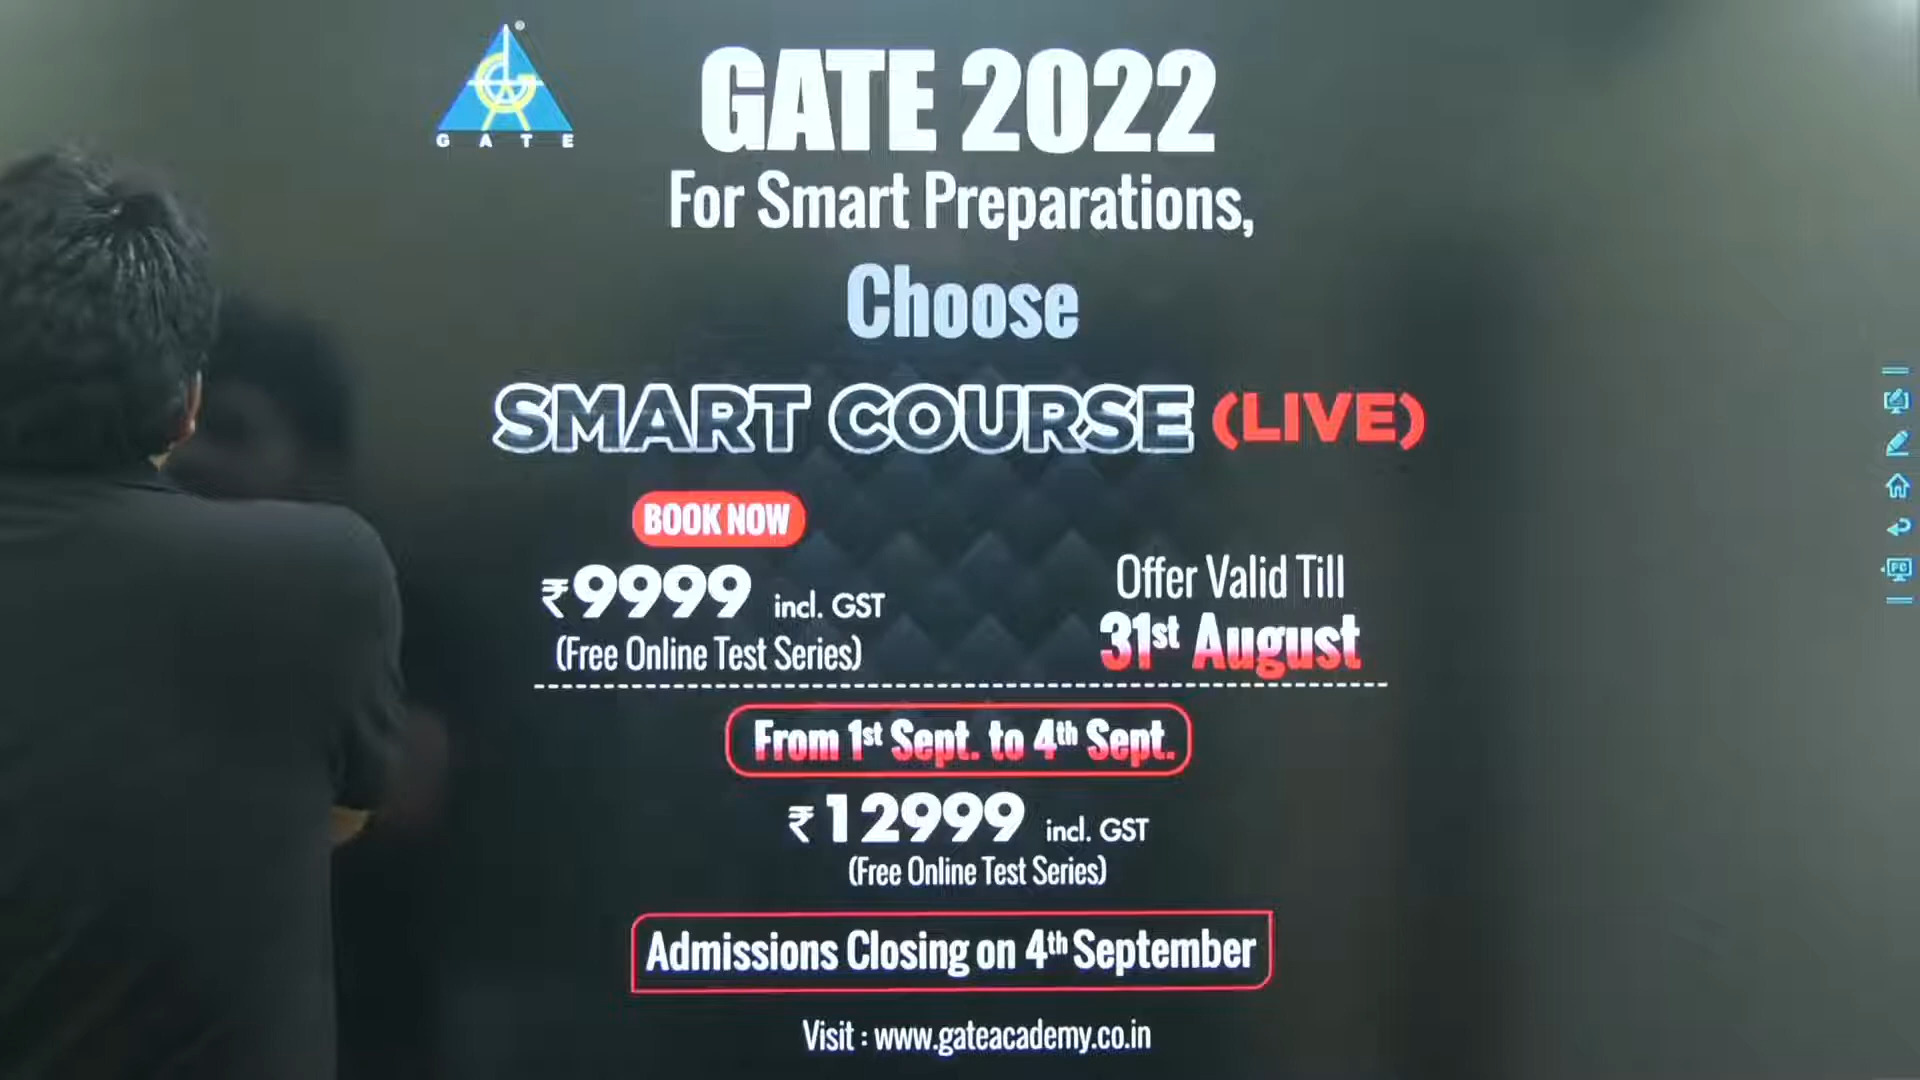 GATE
GATE 2022
For Smart Preparations,
Choose
SMART COURSE (LIVE)
BOOK NOW
₹9999 incl. GST
(Free Online Test Series)
Offer Valid Till
31st August
From 1st Sept. to 4th Sept.
₹12999 incl. GST
(Free Online Test Series)
Admissions Closing on 4th September
Visit : www.gateacademy.co.in
PC